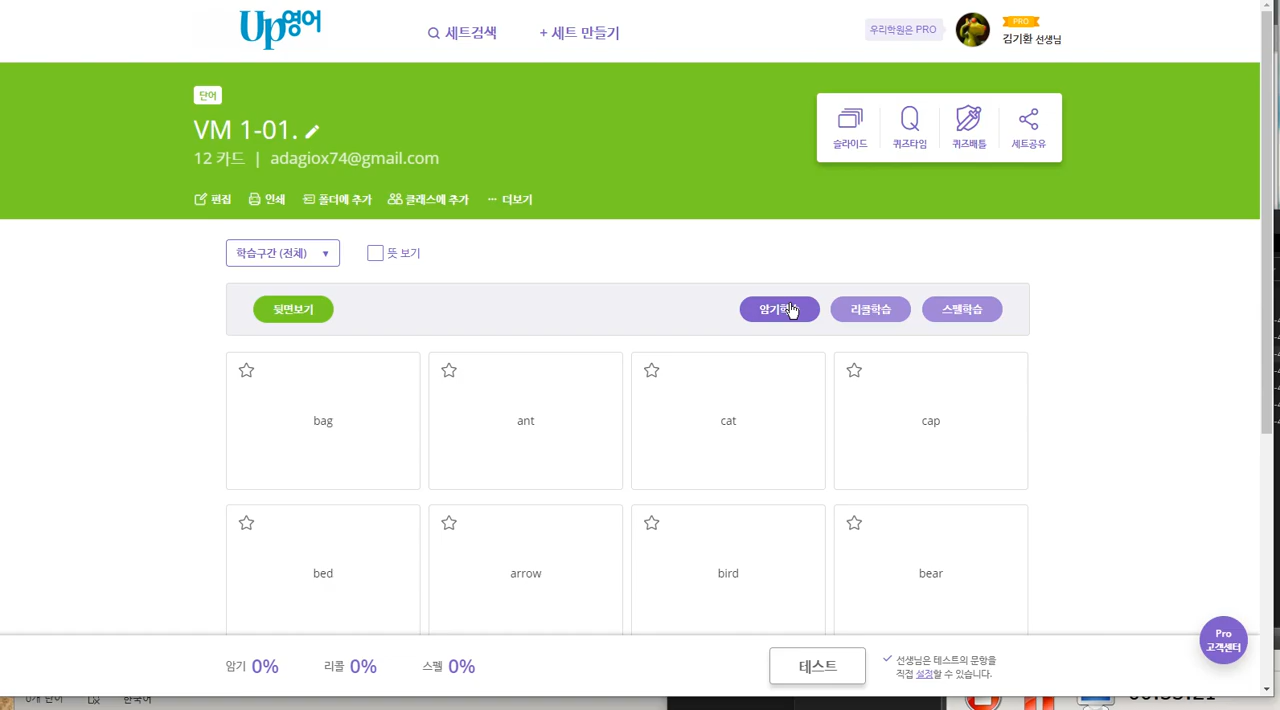 Up영어
세트검색
+ 세트 만들기
우리학원은 PRO
PRO
김기환 선생님
단어
VM 1-01.
12 카드 | adagiox74@gmail.com
편집
인쇄
폴더에 추가
클래스에 추가
··· 더보기
슬라이드
퀴즈타임
퀴즈배틀
세트공유
학습구간 (전체) ▼
뜻 보기
뒷면보기
리콜학습
스펠학습
bag
ant
cat
cap
bed
arrow
bird
bear
Pro
고객센터
암기 0%
리콜 0%
스펠 0%
테스트
선생님은 테스트의 문항을
직접 설정할 수 있습니다.